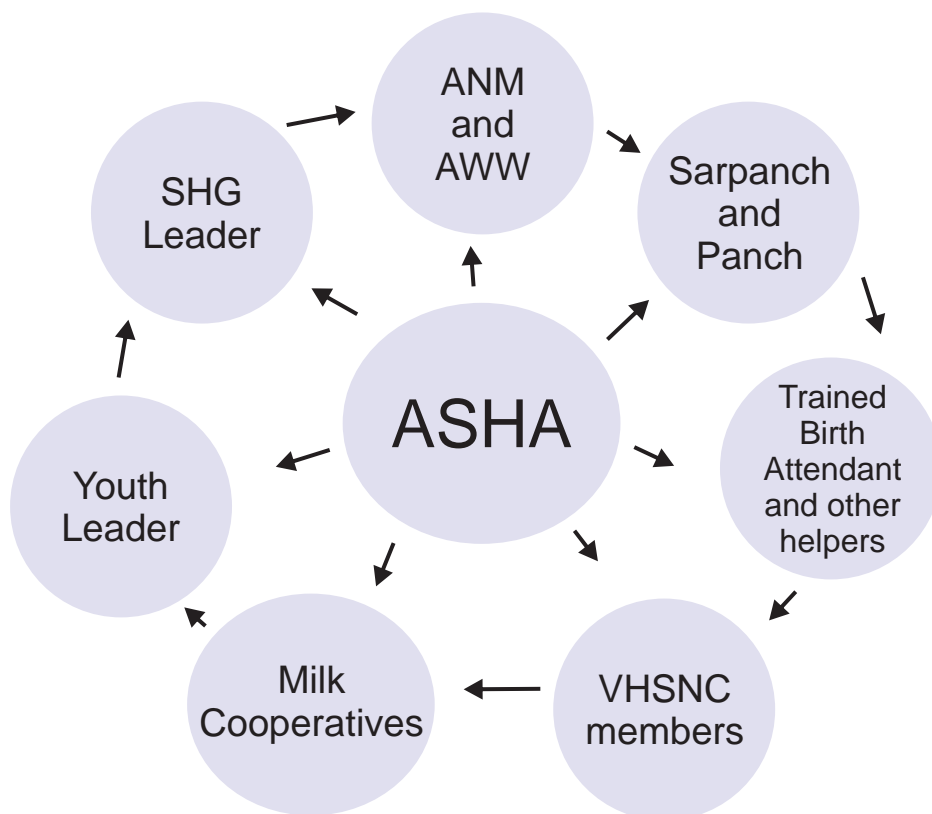 ANM
and
AWW
Sarpanch
and
Panch
SHG
Leader
ASHA
Trained
Birth
Attendant
and other
helpers
Youth
Leader
Milk
Cooperatives
VHSNC
members